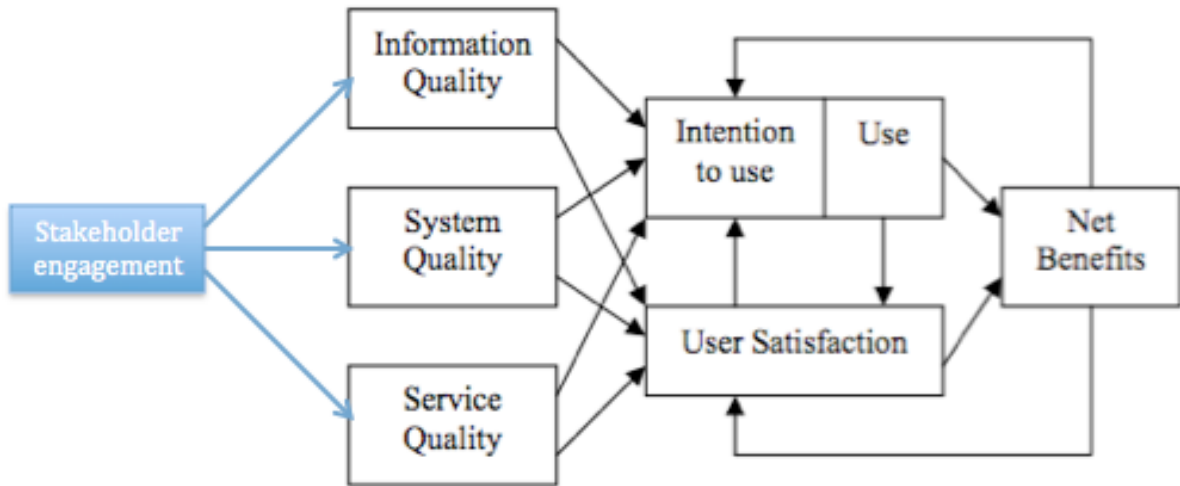 Stakeholder
engagement
Information
Quality
System
Quality
Service
Quality
Intention
to use
Use
User Satisfaction
Net
Benefits